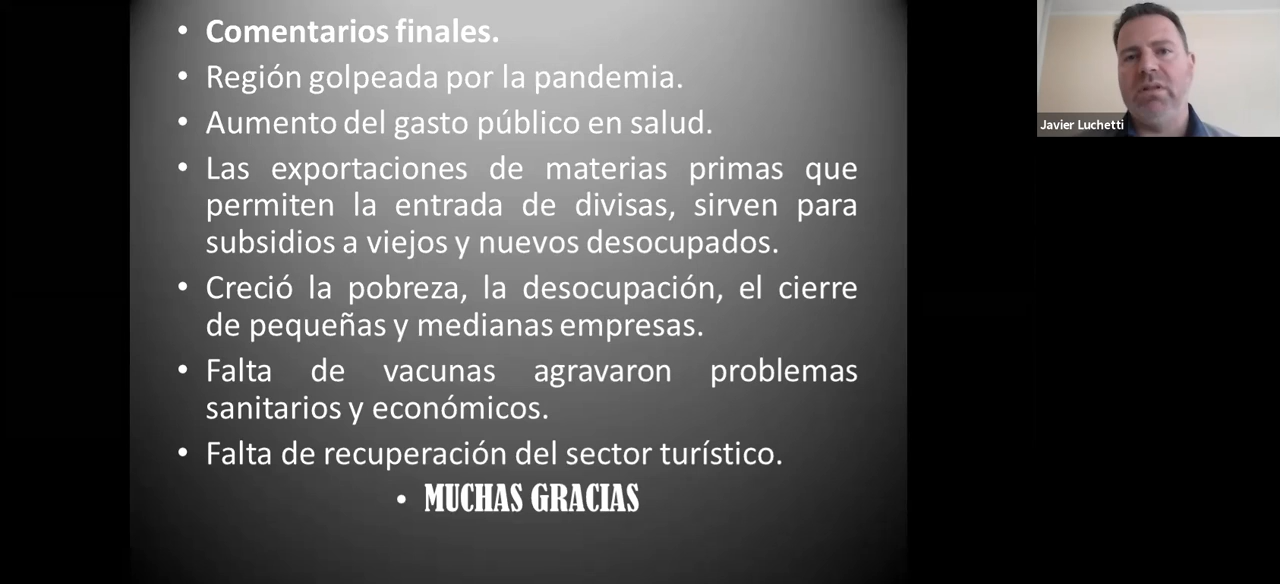 • Comentarios finales.
• Región golpeada por la pandemia.
• Aumento del gasto público en salud.
• Las exportaciones de materias primas que
permiten la entrada de divisas, sirven para
subsidios a viejos y nuevos desocupados.
• Creció la pobreza, la desocupación, el cierre
de pequeñas y medianas empresas.
• Falta de vacunas agravaron problemas
sanitarios y económicos.
• Falta de recuperación del sector turístico.
• MUCHAS GRACIAS
Javier Luchetti